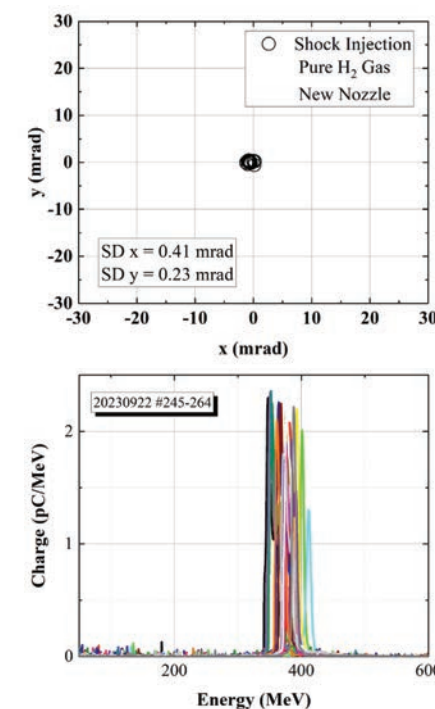 30
20
10
0
-10
-20
-30
y (mrad)
Shock Injection
Pure H₂ Gas
New Nozzle
SD x = 0.41 mrad
SD y = 0.23 mrad
-30 -20 -10 0 10 20 30
x (mrad)
20230922 #245-264
2
1
0
Charge (pC/MeV)
200 400 600
Energy (MeV)